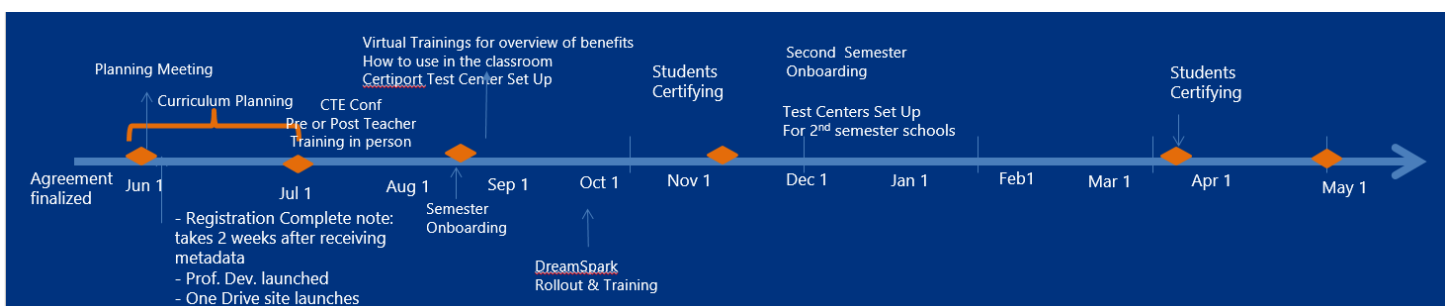 Virtual Trainings for overview of benefits
How to use in the classroom
Certiport Test Center Set Up
Planning Meeting
Curriculum Planning
CTE Conf
Pre or Post Teacher
Training in person
Students
Certifying
Second Semester
Onboarding
Test Centers Set Up
For 2nd semester schools
Students
Certifying
Agreement
finalized
Jun 1
Jul 1
Aug 1
Sep 1
Oct 1
Nov 1
Dec 1
Jan 1
Feb1
Mar 1
Apr 1
May 1
- Registration Complete note:
takes 2 weeks after receiving
metadata
- Prof. Dev. launched
- One Drive site launches
Semester
Onboarding
DreamSpark
Rollout & Training